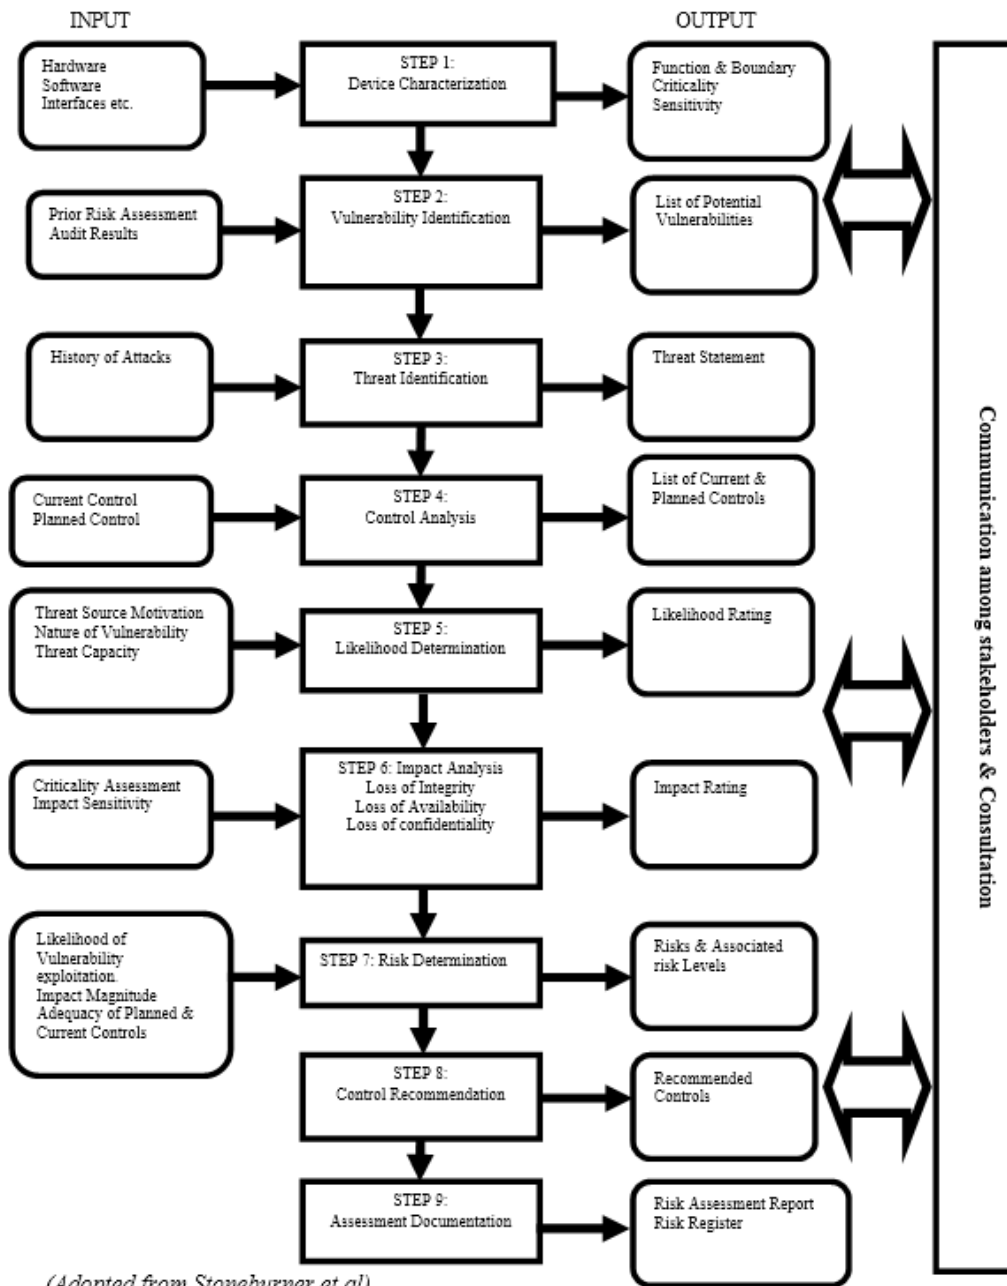 INPUT
OUTPUT
Hardware
Software
Interfaces etc.
STEP 1:
Device Characterization
Function & Boundary
Criticality
Sensitivity
Prior Risk Assessment
Audit Results
STEP 2:
Vulnerability Identification
List of Potential
Vulnerabilities
History of Attacks
STEP 3:
Threat Identification
Threat Statement
Current Control
Planned Control
STEP 4:
Control Analysis
List of Current &
Planned Controls
Threat Source Motivation
Nature of Vulnerability
Threat Capacity
STEP 5:
Likelihood Determination
Likelihood Rating
Criticality Assessment
Impact Sensitivity
STEP 6: Impact Analysis
Loss of Integrity
Loss of Availability
Loss of confidentiality
Impact Rating
Likelihood of
Vulnerability
exploitation.
Impact Magnitude
Adequacy of Planned &
Current Controls
STEP 7: Risk Determination
Risks & Associated
risk Levels
STEP 8:
Control Recommendation
Recommended
Controls
STEP 9:
Assessment Documentation
Risk Assessment Report
Risk Register
Communication among stakeholders & Consultation
(Adopted from Stoneburner et al)